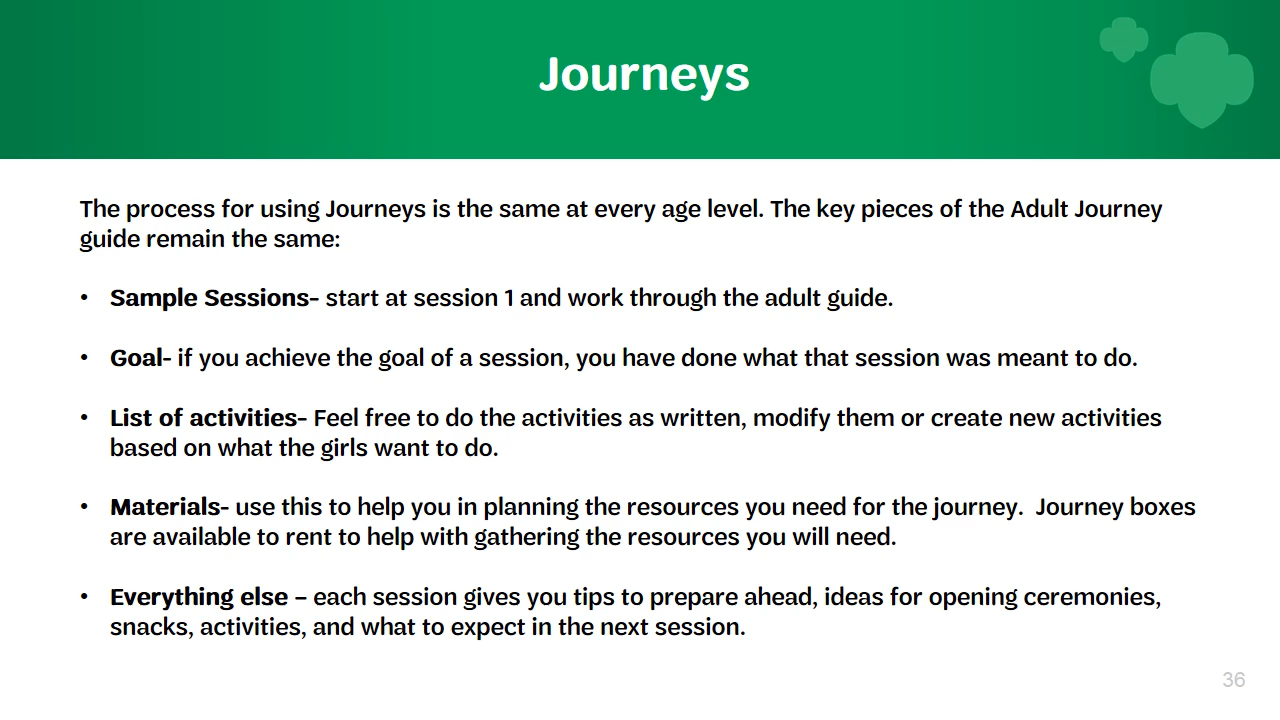 Journeys
The process for using Journeys is the same at every age level. The key pieces of the Adult Journey
guide remain the same:
• Sample Sessions- start at session 1 and work through the adult guide.
• Goal- if you achieve the goal of a session, you have done what that session was meant to do.
• List of activities- Feel free to do the activities as written, modify them or create new activities
based on what the girls want to do.
• Materials- use this to help you in planning the resources you need for the journey.  Journey boxes
are available to rent to help with gathering the resources you will need.
• Everything else – each session gives you tips to prepare ahead, ideas for opening ceremonies,
snacks, activities, and what to expect in the next session.
36